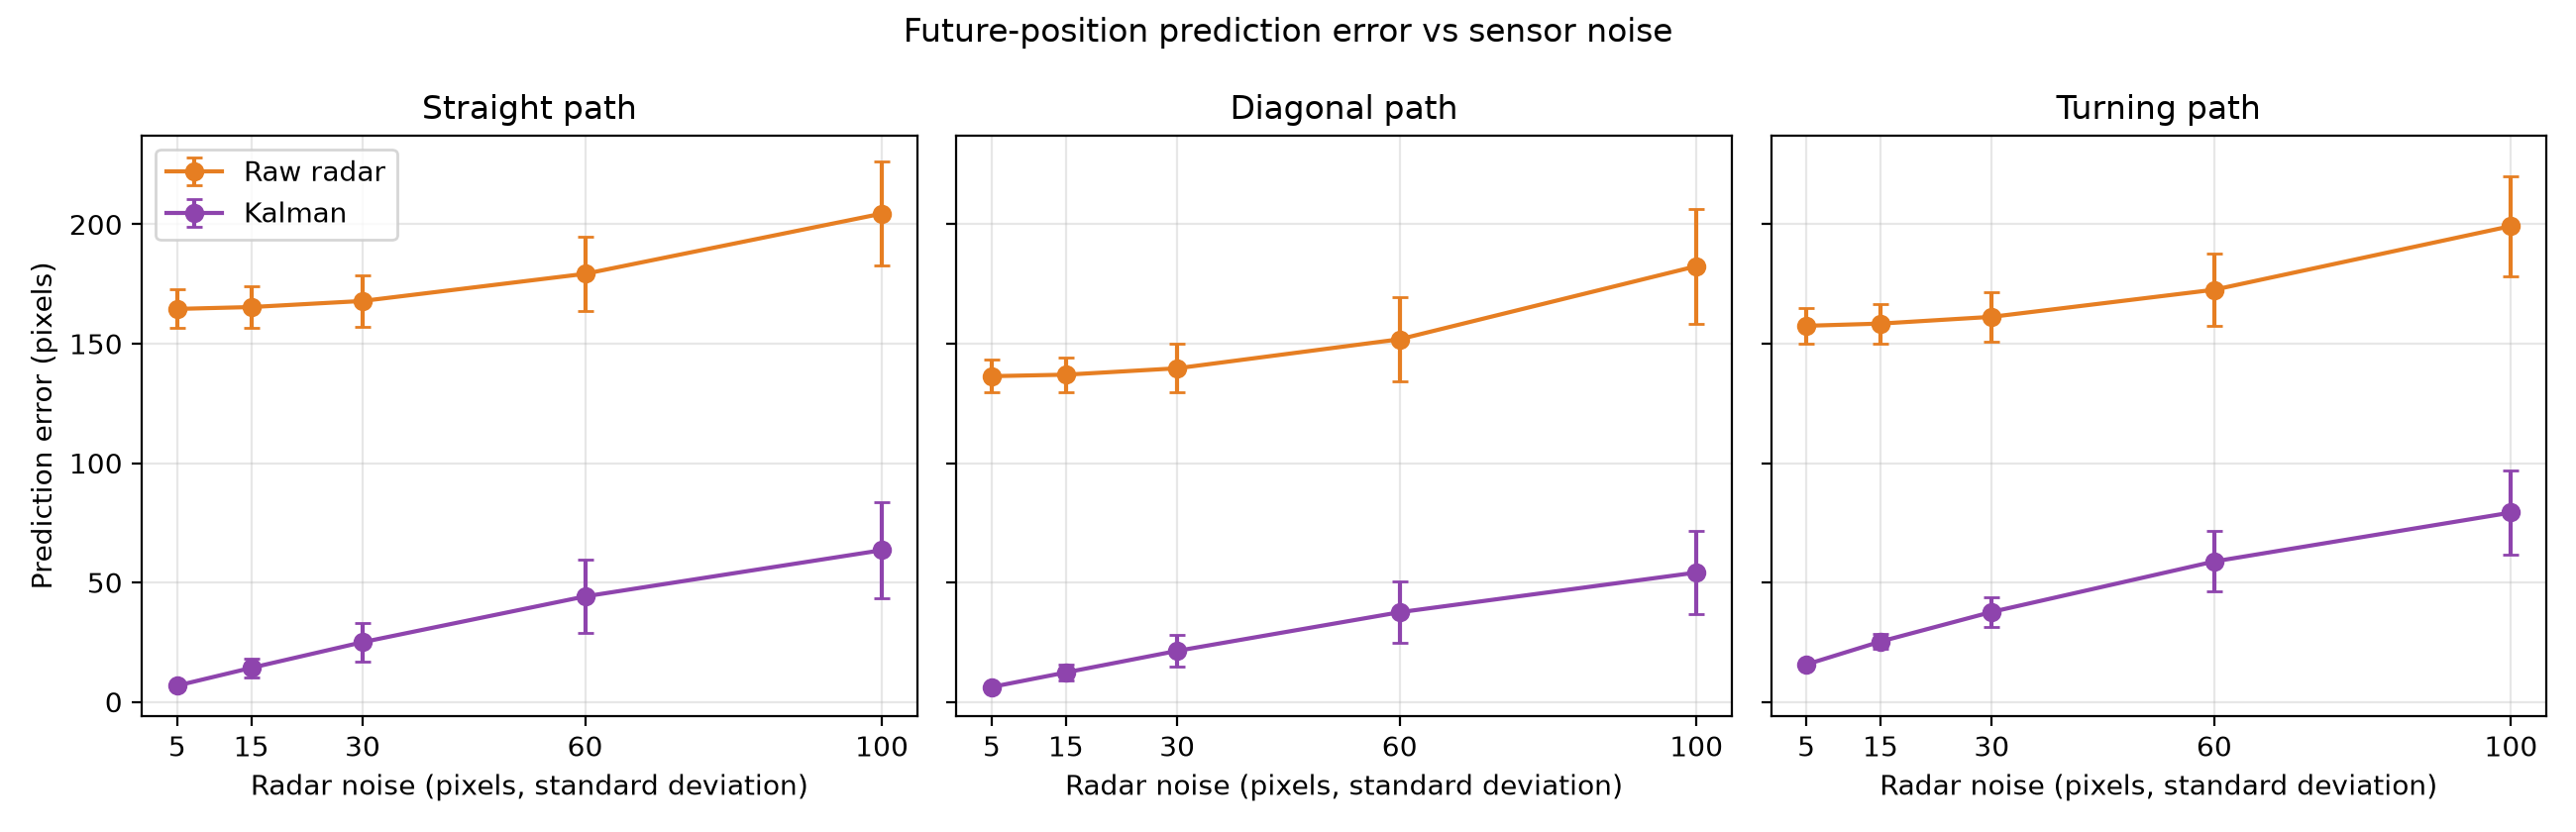 Future-position prediction error vs sensor noise
Straight path
Diagonal path
Turning path
Raw radar
Kalman
Prediction error (pixels)
200
150
100
50
0
5 15 30 60 100
5 15 30 60 100
5 15 30 60 100
Radar noise (pixels, standard deviation)
Radar noise (pixels, standard deviation)
Radar noise (pixels, standard deviation)